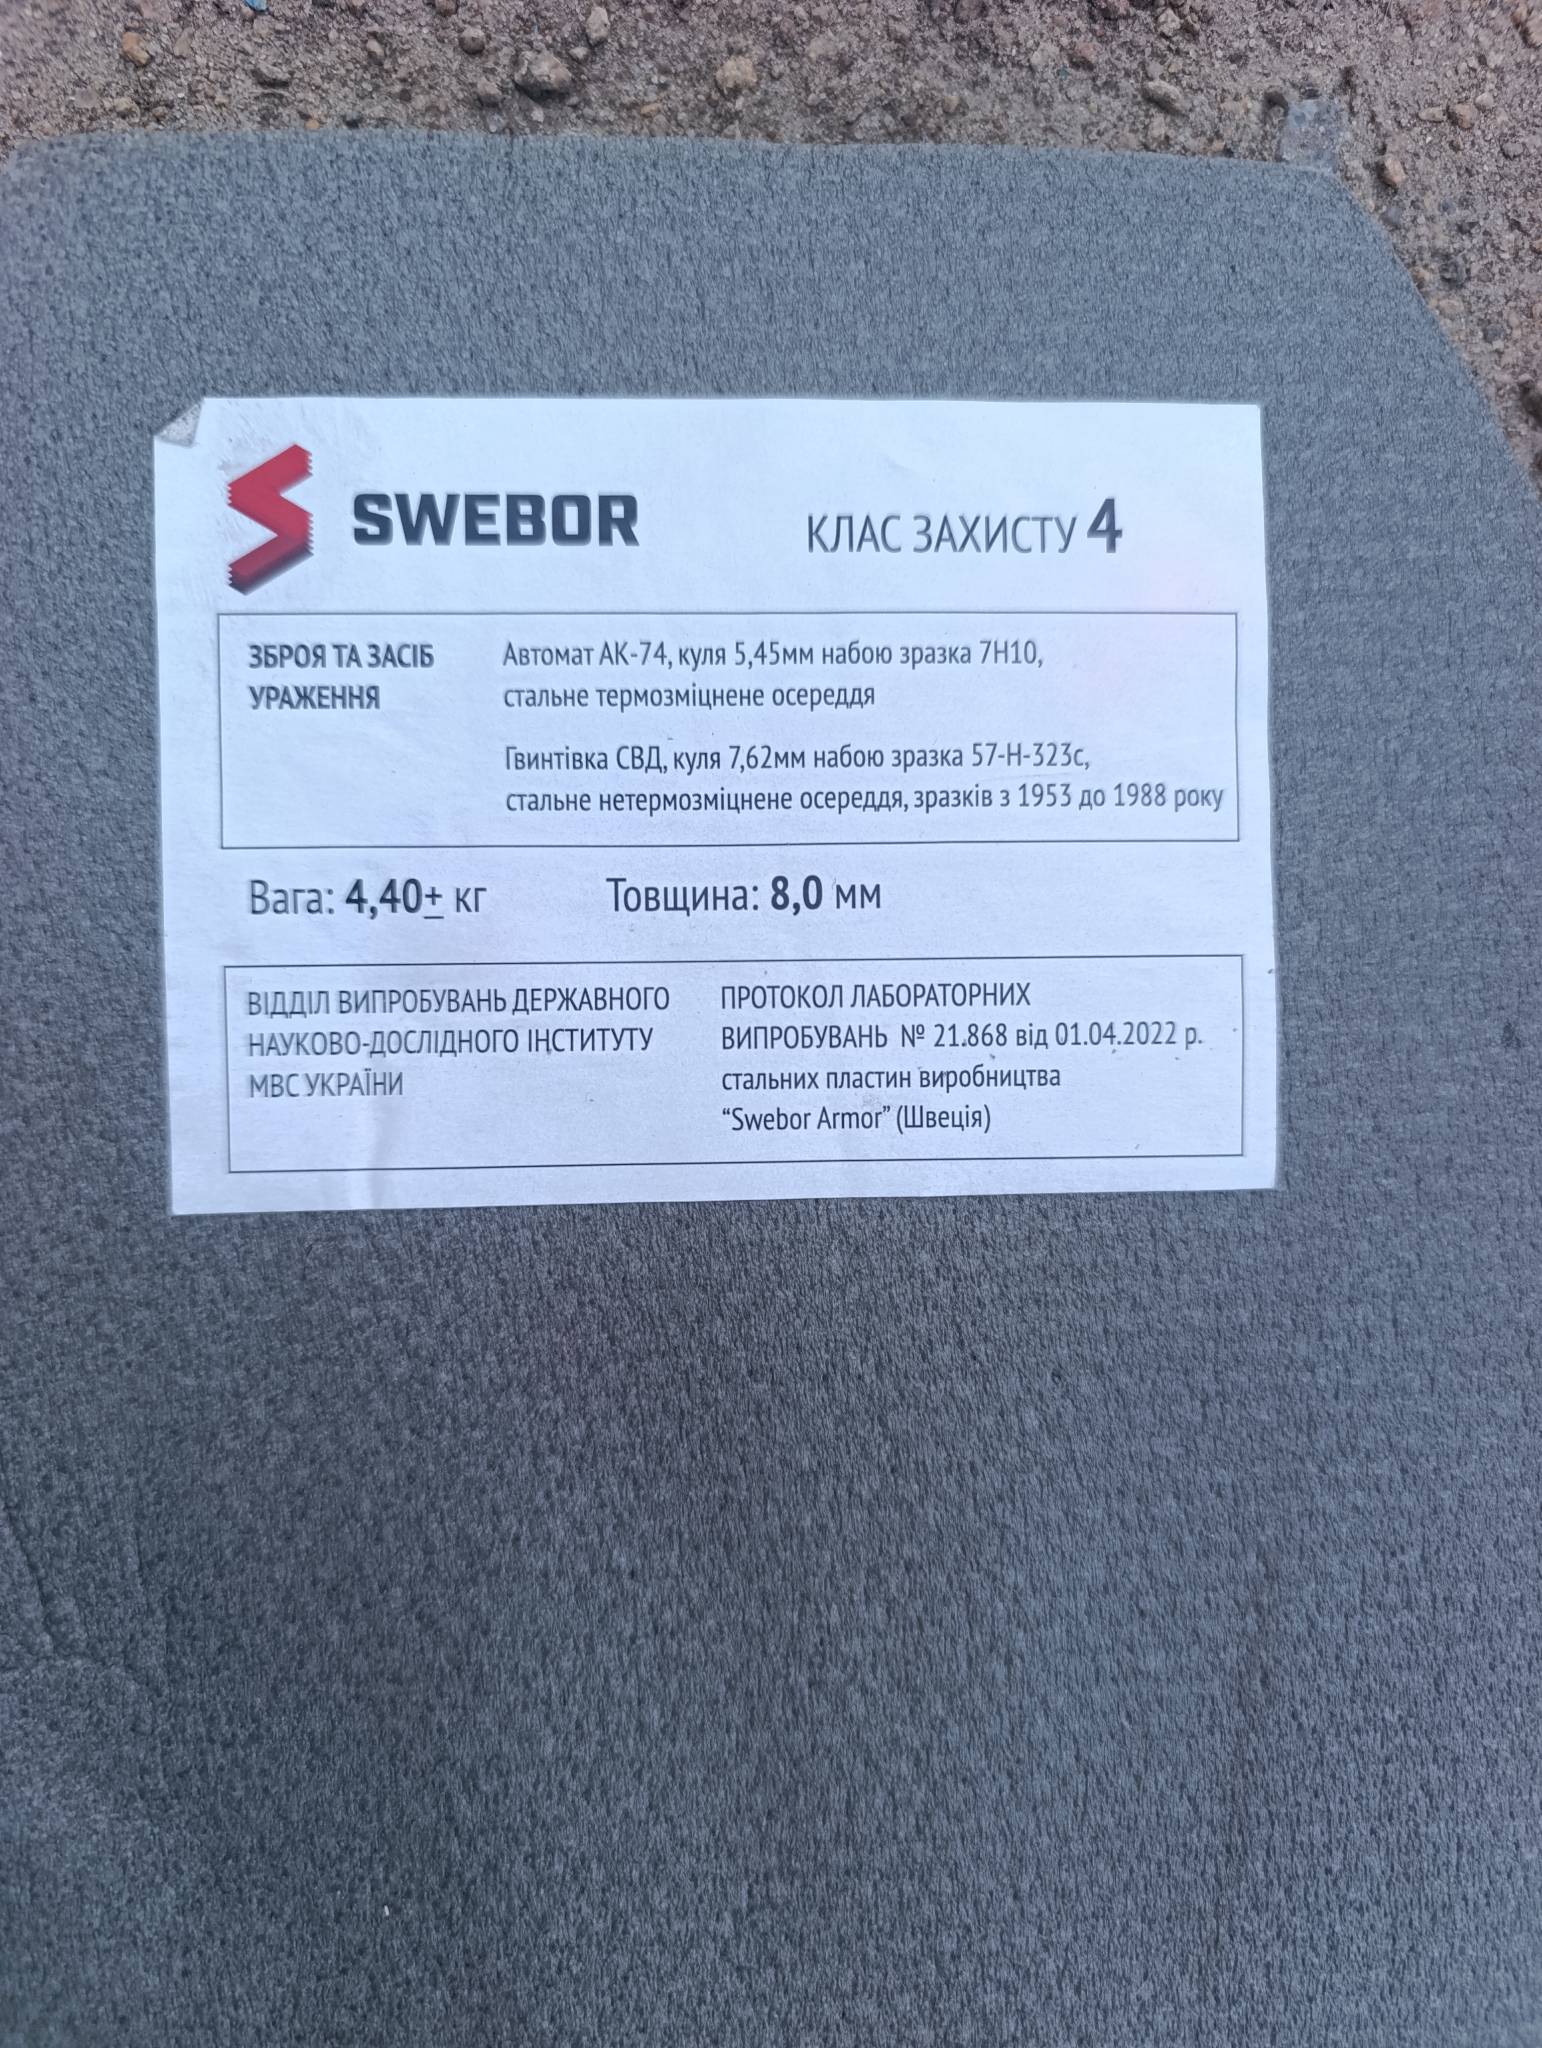 SWEBOR
КЛАС ЗАХИСТУ 4
ЗБРОЯ ТА ЗАСІБ
УРАЖЕННЯ
Автомат АК-74, куля 5,45мм набою зразка 7Н10,
стальне термозміцнене осереддя
Гвинтівка СВД, куля 7,62мм набою зразка 57-Н-323с,
стальне нетермозміцнене осереддя, зразків з 1953 до 1988 року
Вага: 4,40± кг
Товщина: 8,0 мм
ВІДДІЛ ВИПРОБУВАНЬ ДЕРЖАВНОГО
НАУКОВО-ДОСЛІДНОГО ІНСТИТУТУ
МВС УКРАЇНИ
ПРОТОКОЛ ЛАБОРАТОРНИХ
ВИПРОБУВАНЬ № 21.868 від 01.04.2022 р.
стальних пластин виробництва
“Swebor Armor” (Швеція)